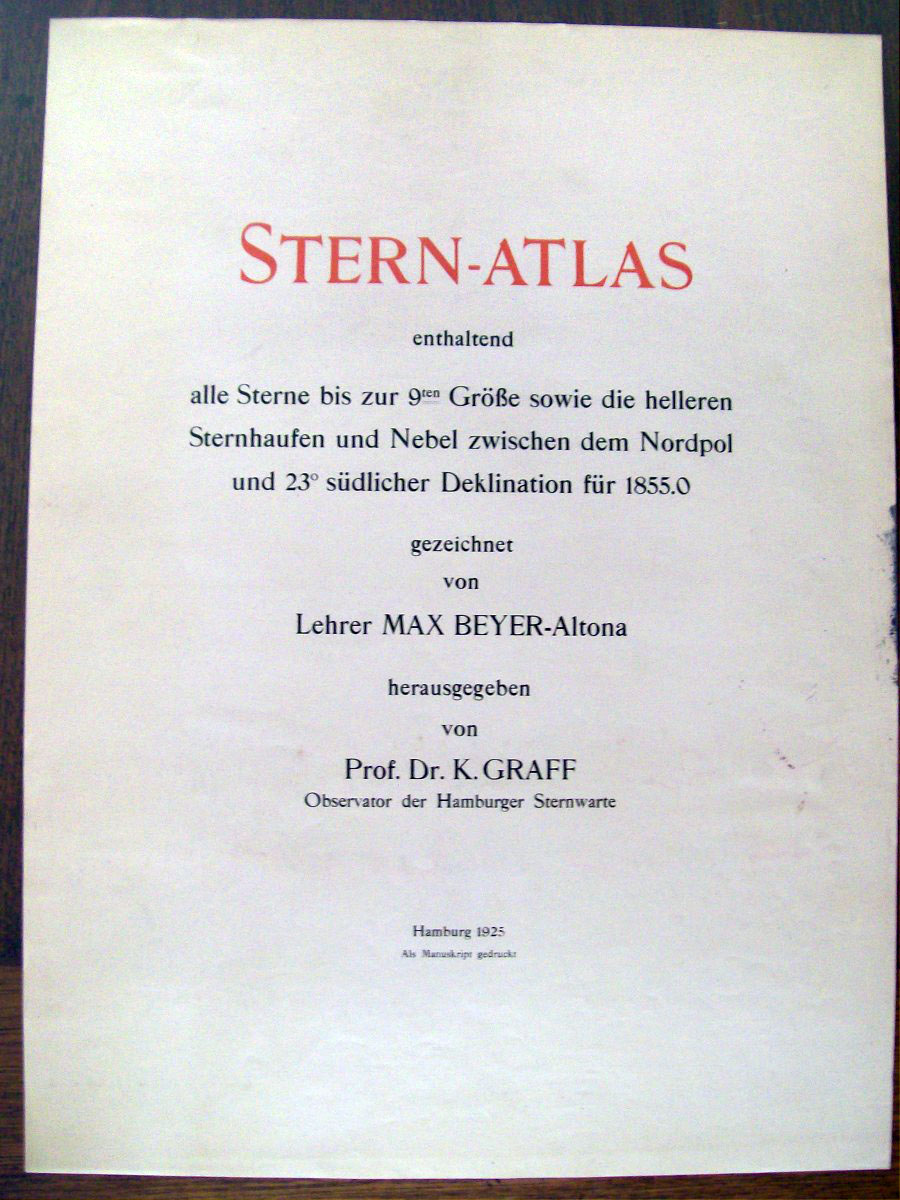 STERN-ATLAS
enthaltend
alle Sterne bis zur 9ten Größe sowie die helleren
Sternhaufen und Nebel zwischen dem Nordpol
und 23° südlicher Deklination für 1855.0
gezeichnet
von
Lehrer MAX BEYER-Altona
herausgegeben
von
Prof. Dr. K. GRAFF
Observator der Hamburger Sternwarte
Hamburg 1925
Als Manuskript gedruckt